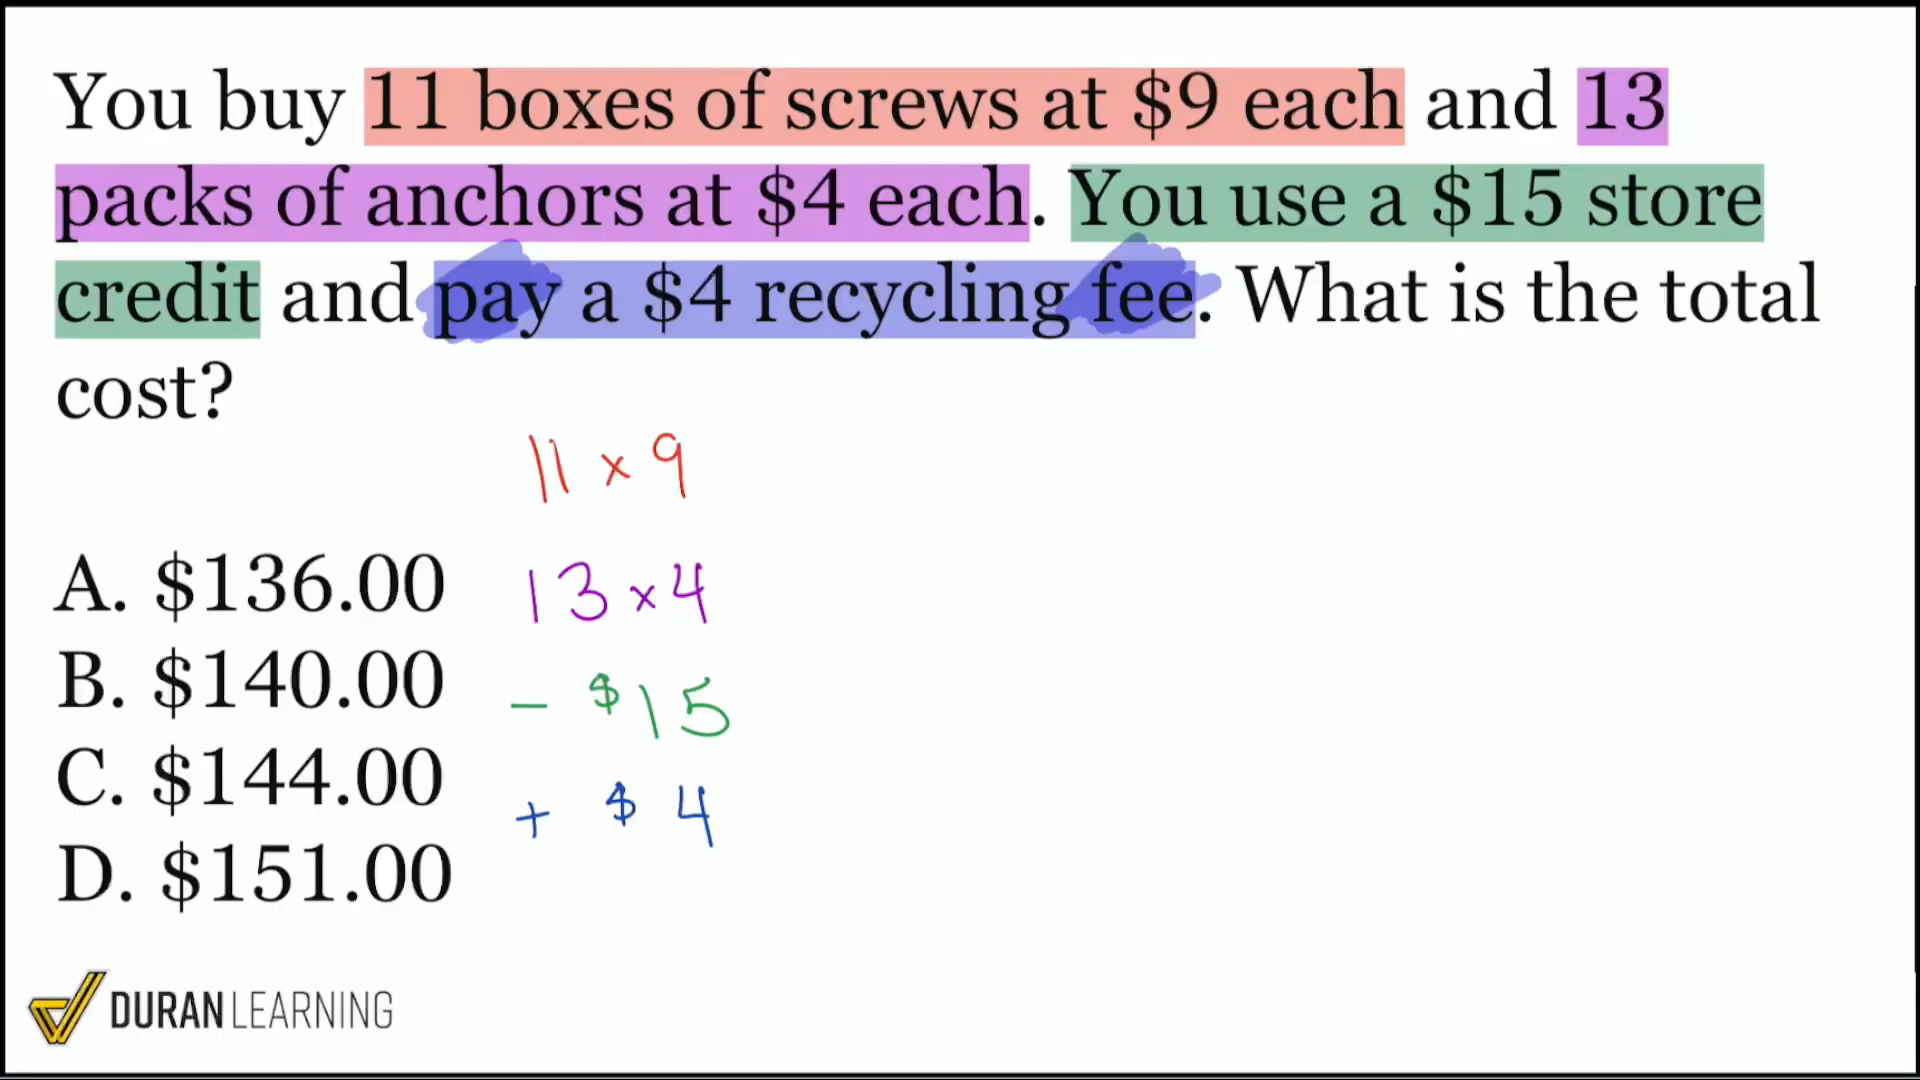 You buy 11 boxes of screws at $9 each and 13
packs of anchors at $4 each. You use a $15 store
credit and pay a $4 recycling fee. What is the total
cost?
11 x 9
A. $136.00
13 x 4
B. $140.00
- $15
C. $144.00
+ $ 4
D. $151.00
DURAN LEARNING